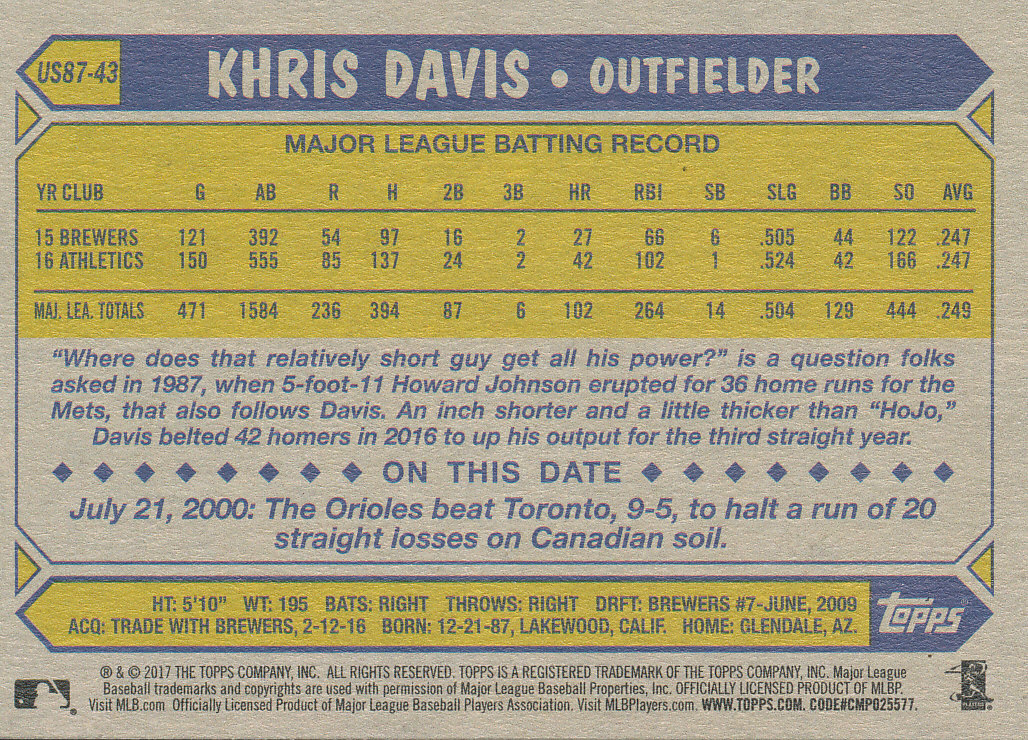 US87-43
KHRIS DAVIS • OUTFIELDER
MAJOR LEAGUE BATTING RECORD
YR CLUB G AB R H 2B 3B HR RBI SB SLG BB SO AVG
15 BREWERS 121 392 54 97 16 2 27 66 6 .505 44 122 .247
16 ATHLETICS 150 555 85 137 24 2 42 102 1 .524 42 166 .247
MAJ. LEA. TOTALS 471 1584 236 394 87 6 102 264 14 .504 129 444 .249
“Where does that relatively short guy get all his power?” is a question folks
asked in 1987, when 5-foot-11 Howard Johnson erupted for 36 home runs for the
Mets, that also follows Davis. An inch shorter and a little thicker than “HoJo,”
Davis belted 42 homers in 2016 to up his output for the third straight year.
ON THIS DATE
July 21, 2000: The Orioles beat Toronto, 9-5, to halt a run of 20
straight losses on Canadian soil.
HT: 5'10" WT: 195 BATS: RIGHT THROWS: RIGHT DRFT: BREWERS #7-JUNE, 2009
ACQ: TRADE WITH BREWERS, 2-12-16 BORN: 12-21-87, LAKEWOOD, CALIF. HOME: GLENDALE, AZ.
topps
® & © 2017 THE TOPPS COMPANY, INC. ALL RIGHTS RESERVED. TOPPS IS A REGISTERED TRADEMARK OF THE TOPPS COMPANY, INC. Major League
Baseball trademarks and copyrights are used with permission of Major League Baseball Properties, Inc. OFFICIALLY LICENSED PRODUCT OF MLBP.
Visit MLB.com Officially Licensed Product of Major League Baseball Players Association. Visit MLBPlayers.com. WWW.TOPPS.COM. CODE#CMP025577.
PLAYERS